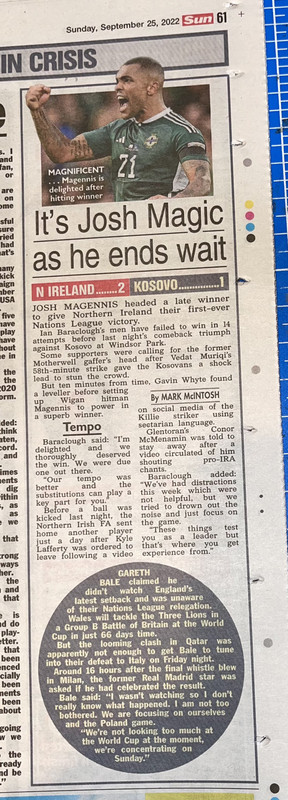 Sunday, September 25, 2022 Sun 61
IN CRISIS
MAGNIFICENT
. . . Magennis is
delighted after
hitting winner
21
It's Josh Magic
as he ends wait
N IRELAND.......2 KOSOVO..............1
JOSH MAGENNIS headed a late winner
to give Northern Ireland their first-ever
Nations League victory.
Ian Baraclough's men have failed to win in 14
attempts before last night's comeback triumph
against Kosovo at Windsor Park.
Some supporters were calling for the former
Motherwell gaffer's head after Vedat Muriqi's
58th-minute strike gave the Kosovans a shock
lead to stun the crowd.
But ten minutes from time, Gavin Whyte found
a leveller before setting
up Wigan hitman
Magennis to power in
a superb winner.
Tempo
Baraclough said: "I'm
delighted and we
thoroughly deserved
the win. We were due
one out there.
"Our tempo was
better and the
substitutions can play a
key part for you."
Before a ball was
kicked last night, the
Northern Irish FA sent
home another player
just a day after Kyle
Lafferty was ordered to
leave following a video
By MARK McINTOSH
on social media of the
Killie striker using
sectarian language.
Glentoran's Conor
McMenamin was told to
stay away after a
video circulated of him
shouting pro-IRA
chants.
Baraclough added:
"We've had distractions
this week which were
not helpful, but we
tried to drown out the
noise and just focus on
the game.
"These things test
you as a leader but
that's where you get
experience from."
GARETH
BALE claimed he
didn't watch England's
latest setback and was unaware
of their Nations League relegation.
Wales will tackle the Three Lions in
a Group B Battle of Britain at the World
Cup in just 66 days time.
But the looming clash in Qatar was
apparently not enough to get Bale to tune
into their defeat to Italy on Friday night.
Around 16 hours after the final whistle blew
in Milan, the former Real Madrid star was
asked if he had celebrated the result.
Bale said: "I wasn't watching so I don't
really know what happened. I am not too
bothered. We are focusing on ourselves
and the Poland game.
"We're not looking too much at
the World Cup at the moment,
we're concentrating on
Sunday."